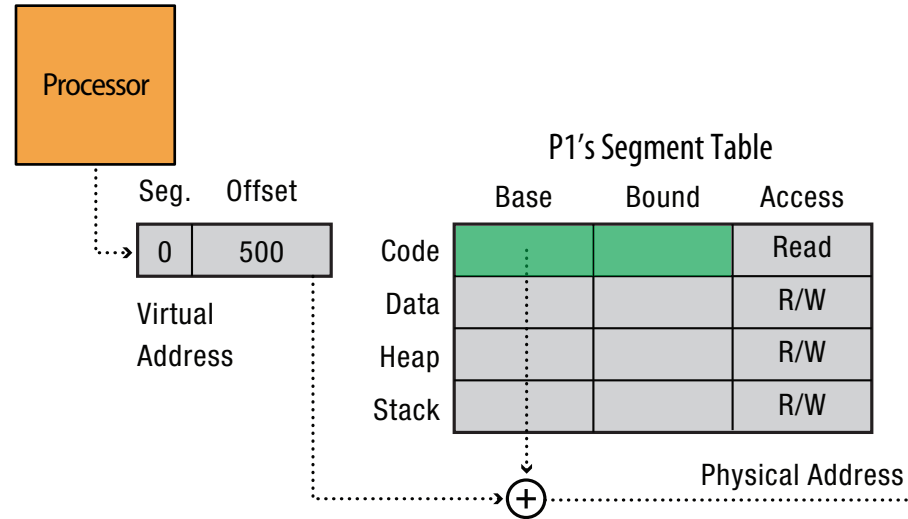 Processor
P1’s Segment Table
Seg. Offset
Base Bound Access
0 500
Code Read
Virtual
Address
Data R/W
Heap R/W
Stack R/W
Physical Address
+